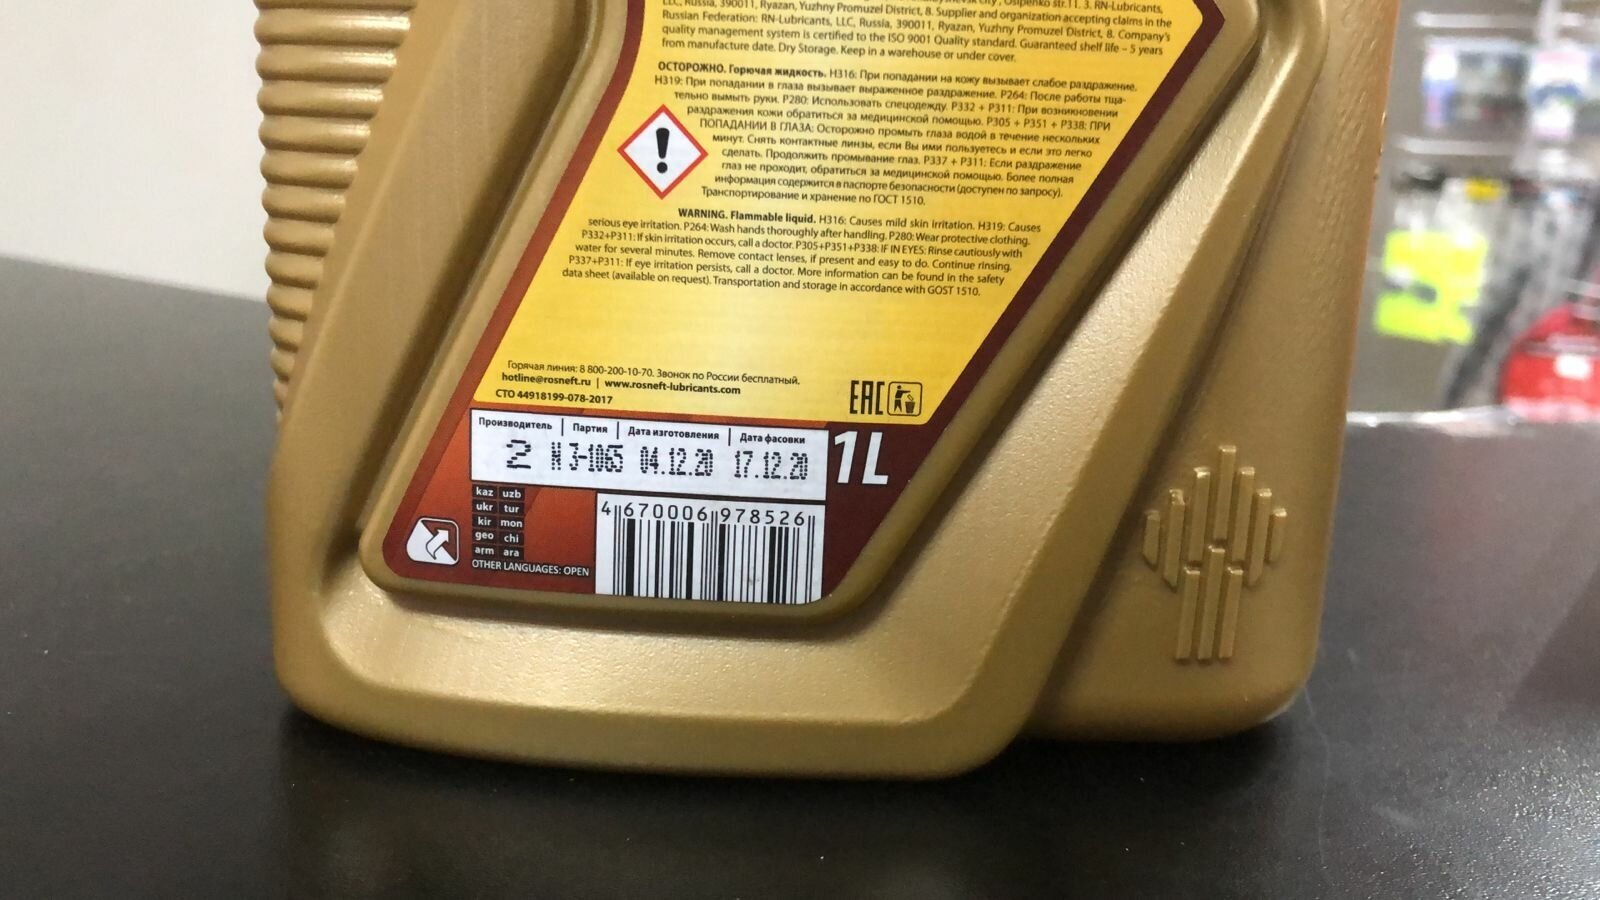 LLC, Russia, 390011, Ryazan, Yuzhny Promuzel District, 8. Supplier and organization accepting claims in the
Russian Federation: RN-Lubricants, LLC, Russia, 390011, Ryazan, Yuzhny Promuzel District, 8. Company's
quality management system is certified to the ISO 9001 Quality standard. Guaranteed shelf life – 5 years
from manufacture date. Dry Storage. Keep in a warehouse or under cover.
ОСТОРОЖНО. Горючая жидкость. H316: При попадании на кожу вызывает слабое раздражение.
H319: При попадании в глаза вызывает выраженное раздражение. P264: После работы тща-
тельно вымыть руки. P280: Использовать спецодежду. P332 + P311: При возникновении
раздражения кожи обратиться за медицинской помощью. P305 + P351 + P338: ПРИ
ПОПАДАНИИ В ГЛАЗА: Осторожно промыть глаза водой в течение нескольких
минут. Снять контактные линзы, если Вы ими пользуетесь и если это легко
сделать. Продолжить промывание глаз. P337 + P311: Если раздражение
глаз не проходит, обратиться за медицинской помощью. Более полная
информация содержится в паспорте безопасности (доступен по запросу).
Транспортирование и хранение по ГОСТ 1510.
WARNING. Flammable liquid. H316: Causes mild skin irritation. H319: Causes
serious eye irritation. P264: Wash hands thoroughly after handling. P280: Wear protective clothing.
P332+P311: If skin irritation occurs, call a doctor. P305+P351+P338: IF IN EYES: Rinse cautiously with
water for several minutes. Remove contact lenses, if present and easy to do. Continue rinsing.
P337+P311: If eye irritation persists, call a doctor. More information can be found in the safety
data sheet (available on request). Transportation and storage in accordance with GOST 1510.
Горячая линия: 8 800-200-10-70. Звонок по России бесплатный.
hotline@rosneft.ru | www.rosneft-lubricants.com
СТО 44918199-078-2017
EAC
Производитель | Партия | Дата изготовления | Дата фасовки
2 N 3-1065 04.12.20 17.12.20
1L
kaz uzb
ukr tur
kir mon
geo chi
arm ara
OTHER LANGUAGES: OPEN
4 670006 978526